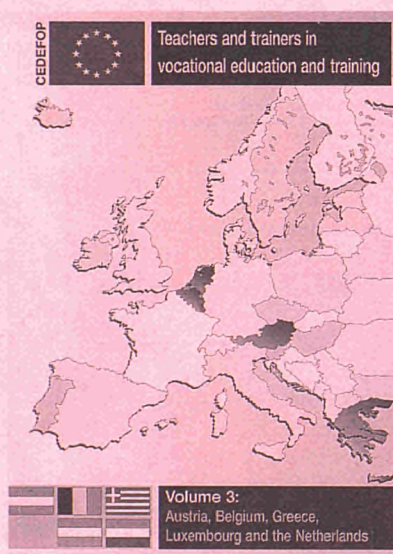 CEDEFOP
Teachers and trainers in
vocational education and training
Volume 3:
Austria, Belgium, Greece,
Luxembourg and the Netherlands